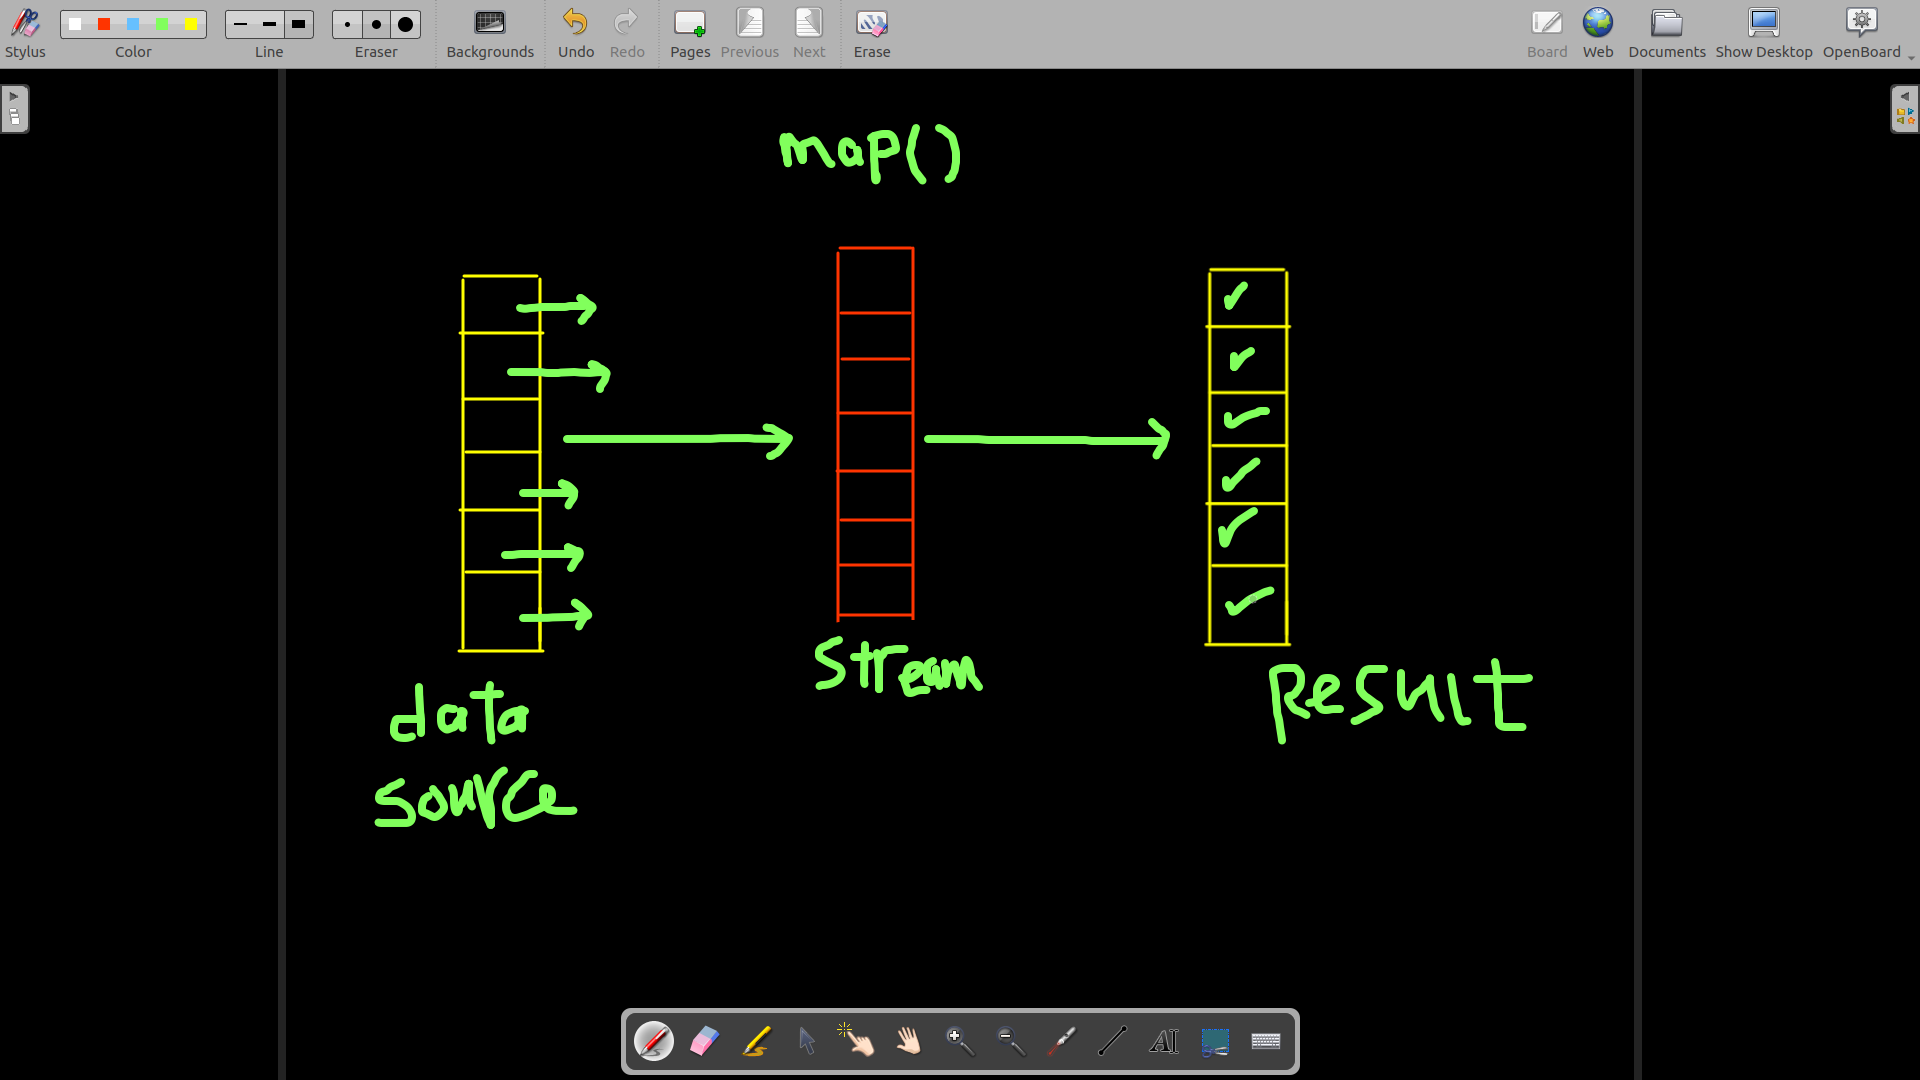 Stylus
Color
Line
Eraser
Backgrounds
Undo
Redo
Pages
Previous
Next
Erase
Board
Web
Documents
Show Desktop
OpenBoard
map()
Stream
data
source
Result
AI